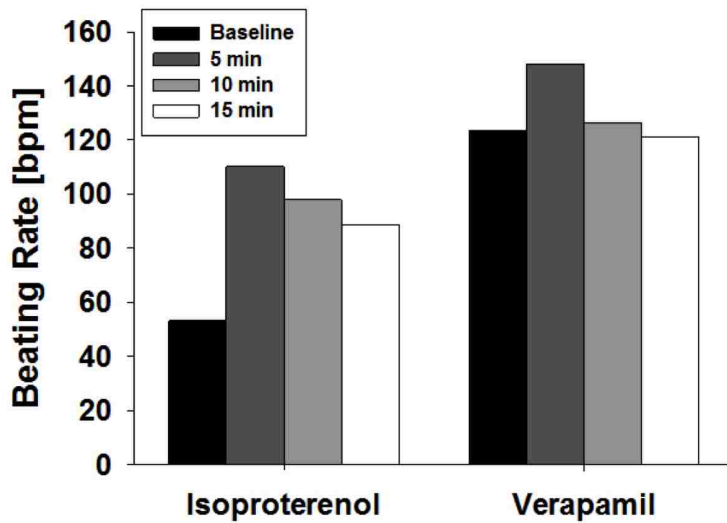 Beating Rate [bpm]
160
140
120
100
80
60
40
20
0
Baseline
5 min
10 min
15 min
Isoproterenol
Verapamil